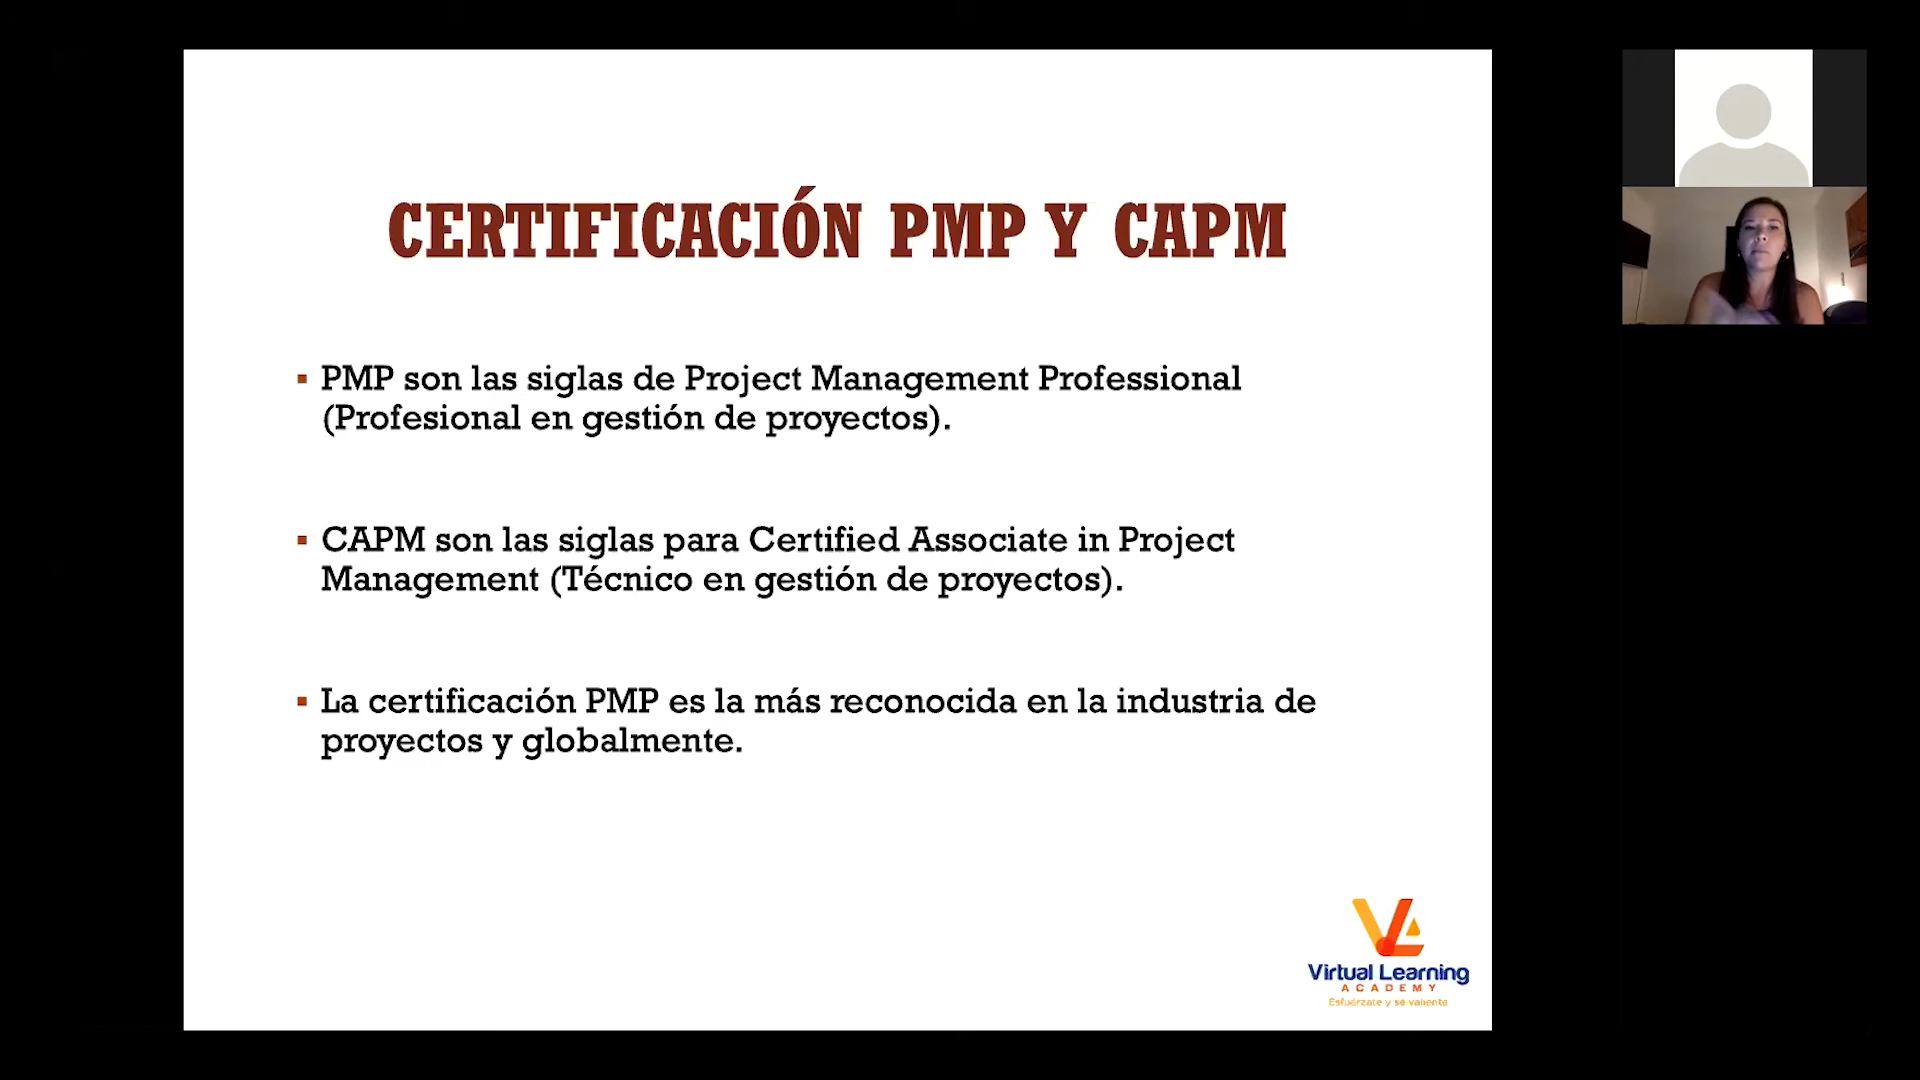 CERTIFICACIÓN PMP Y CAPM
▪ PMP son las siglas de Project Management Professional
(Profesional en gestión de proyectos).
▪ CAPM son las siglas para Certified Associate in Project
Management (Técnico en gestión de proyectos).
▪ La certificación PMP es la más reconocida en la industria de
proyectos y globalmente.
Virtual Learning
ACADEMY
Esfuérzate y sé valiente